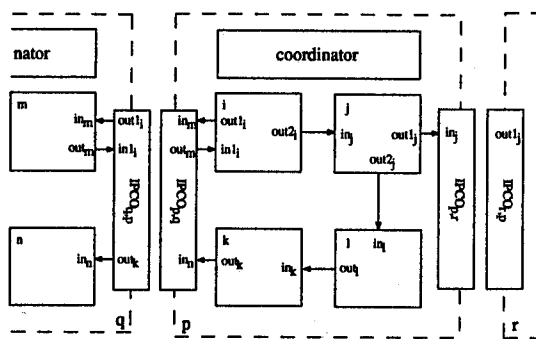 nator
coordinator
m
in_m
out_m
out1_i
in1_i
IPCO_q,p
in_m
out_m
IPCO_p,q
i
out1_i
in1_i
out2_i
j
in_j
out1_j
out2_j
in_j
IPCO_p,r
out1_j
IPCO_r,p
n
in_n
out_k
in_n
k
out_k
in_k
l
in_l
out_l
q
p
r